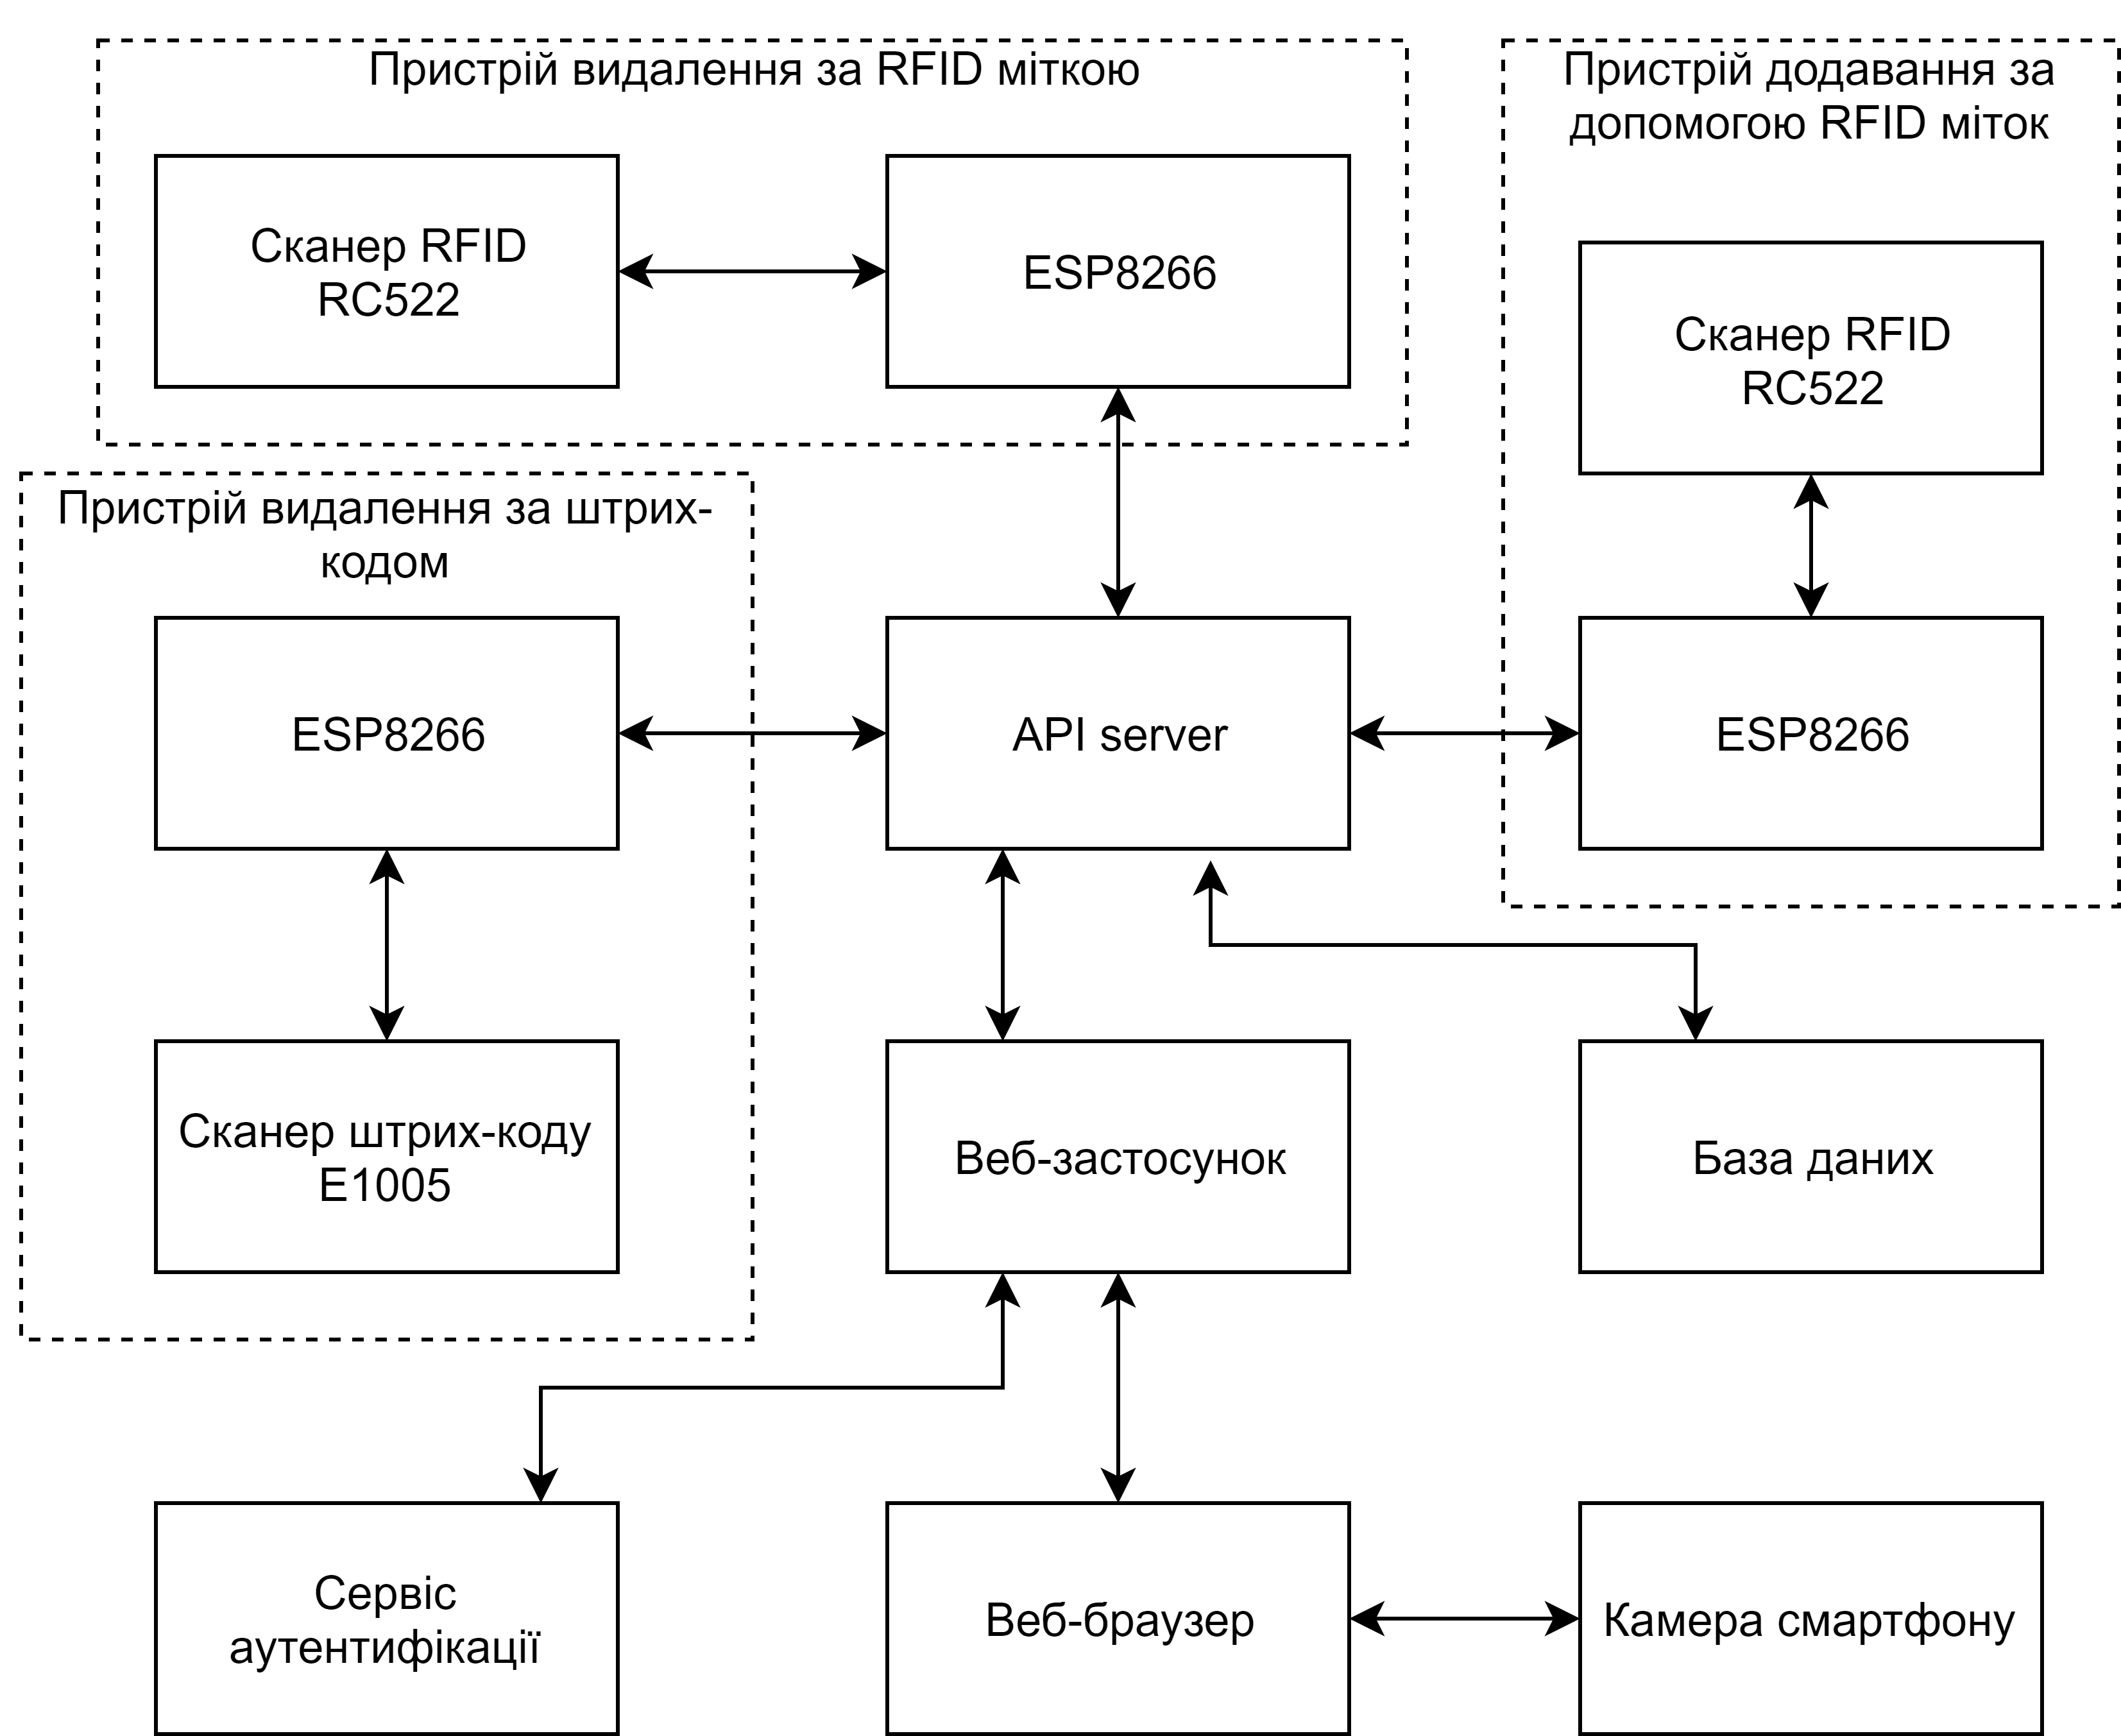 Пристрій видалення за RFID міткою
Сканер RFID
RC522
ESP8266
Пристрій додавання за
допомогою RFID міток
Сканер RFID
RC522
ESP8266
Пристрій видалення за штрих-
кодом
ESP8266
Сканер штрих-коду
E1005
API server
Веб-застосунок
База даних
Сервіс
аутентифікації
Веб-браузер
Камера смартфону